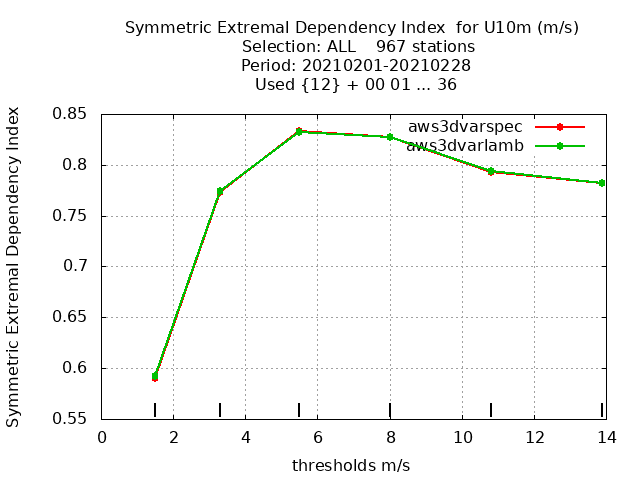 Symmetric Extremal Dependency Index  for U10m (m/s)
Selection: ALL    967 stations
Period: 20210201-20210228
Used {12} + 00 01 ... 36
Symmetric Extremal Dependency Index
aws3dvarspec
aws3dvarlamb
0.85
0.8
0.75
0.7
0.65
0.6
0.55
0 2 4 6 8 10 12 14
thresholds m/s